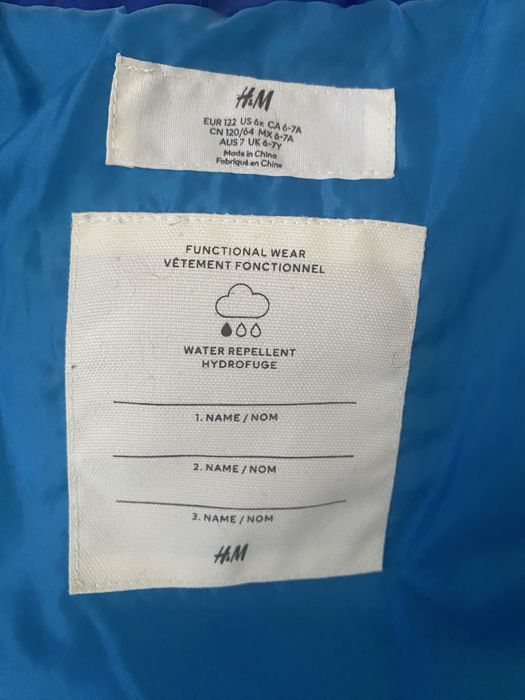 H&M
EUR 122 US 6x CA 6-7A
CN 120/64 MX 6-7A
AUS 7 UK 6-7Y
Made in China
Fabriqué en Chine
FUNCTIONAL WEAR
VÊTEMENT FONCTIONNEL
WATER REPELLENT
HYDROFUGE
1. NAME / NOM
2. NAME / NOM
3. NAME / NOM
H&M